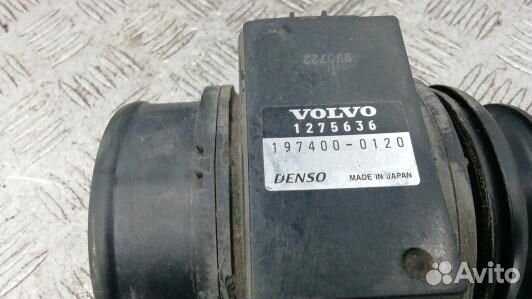 990722
VOLVO
1275636
197400-0120
DENSO MADE IN JAPAN
Avito